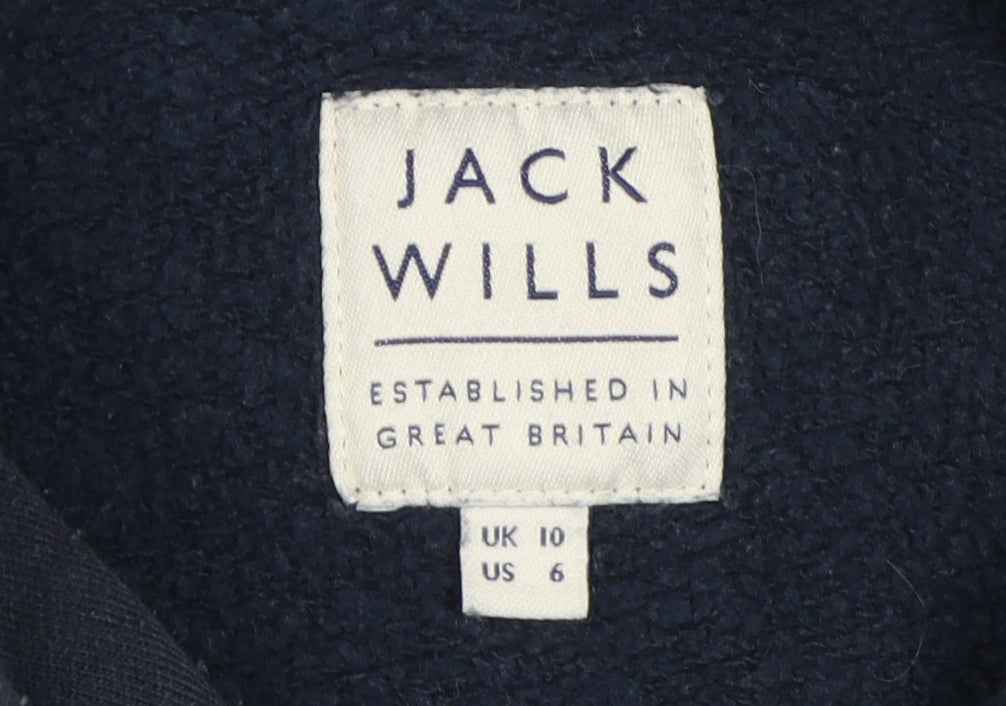 JACK
WILLS
ESTABLISHED IN
GREAT BRITAIN
UK 10
US 6